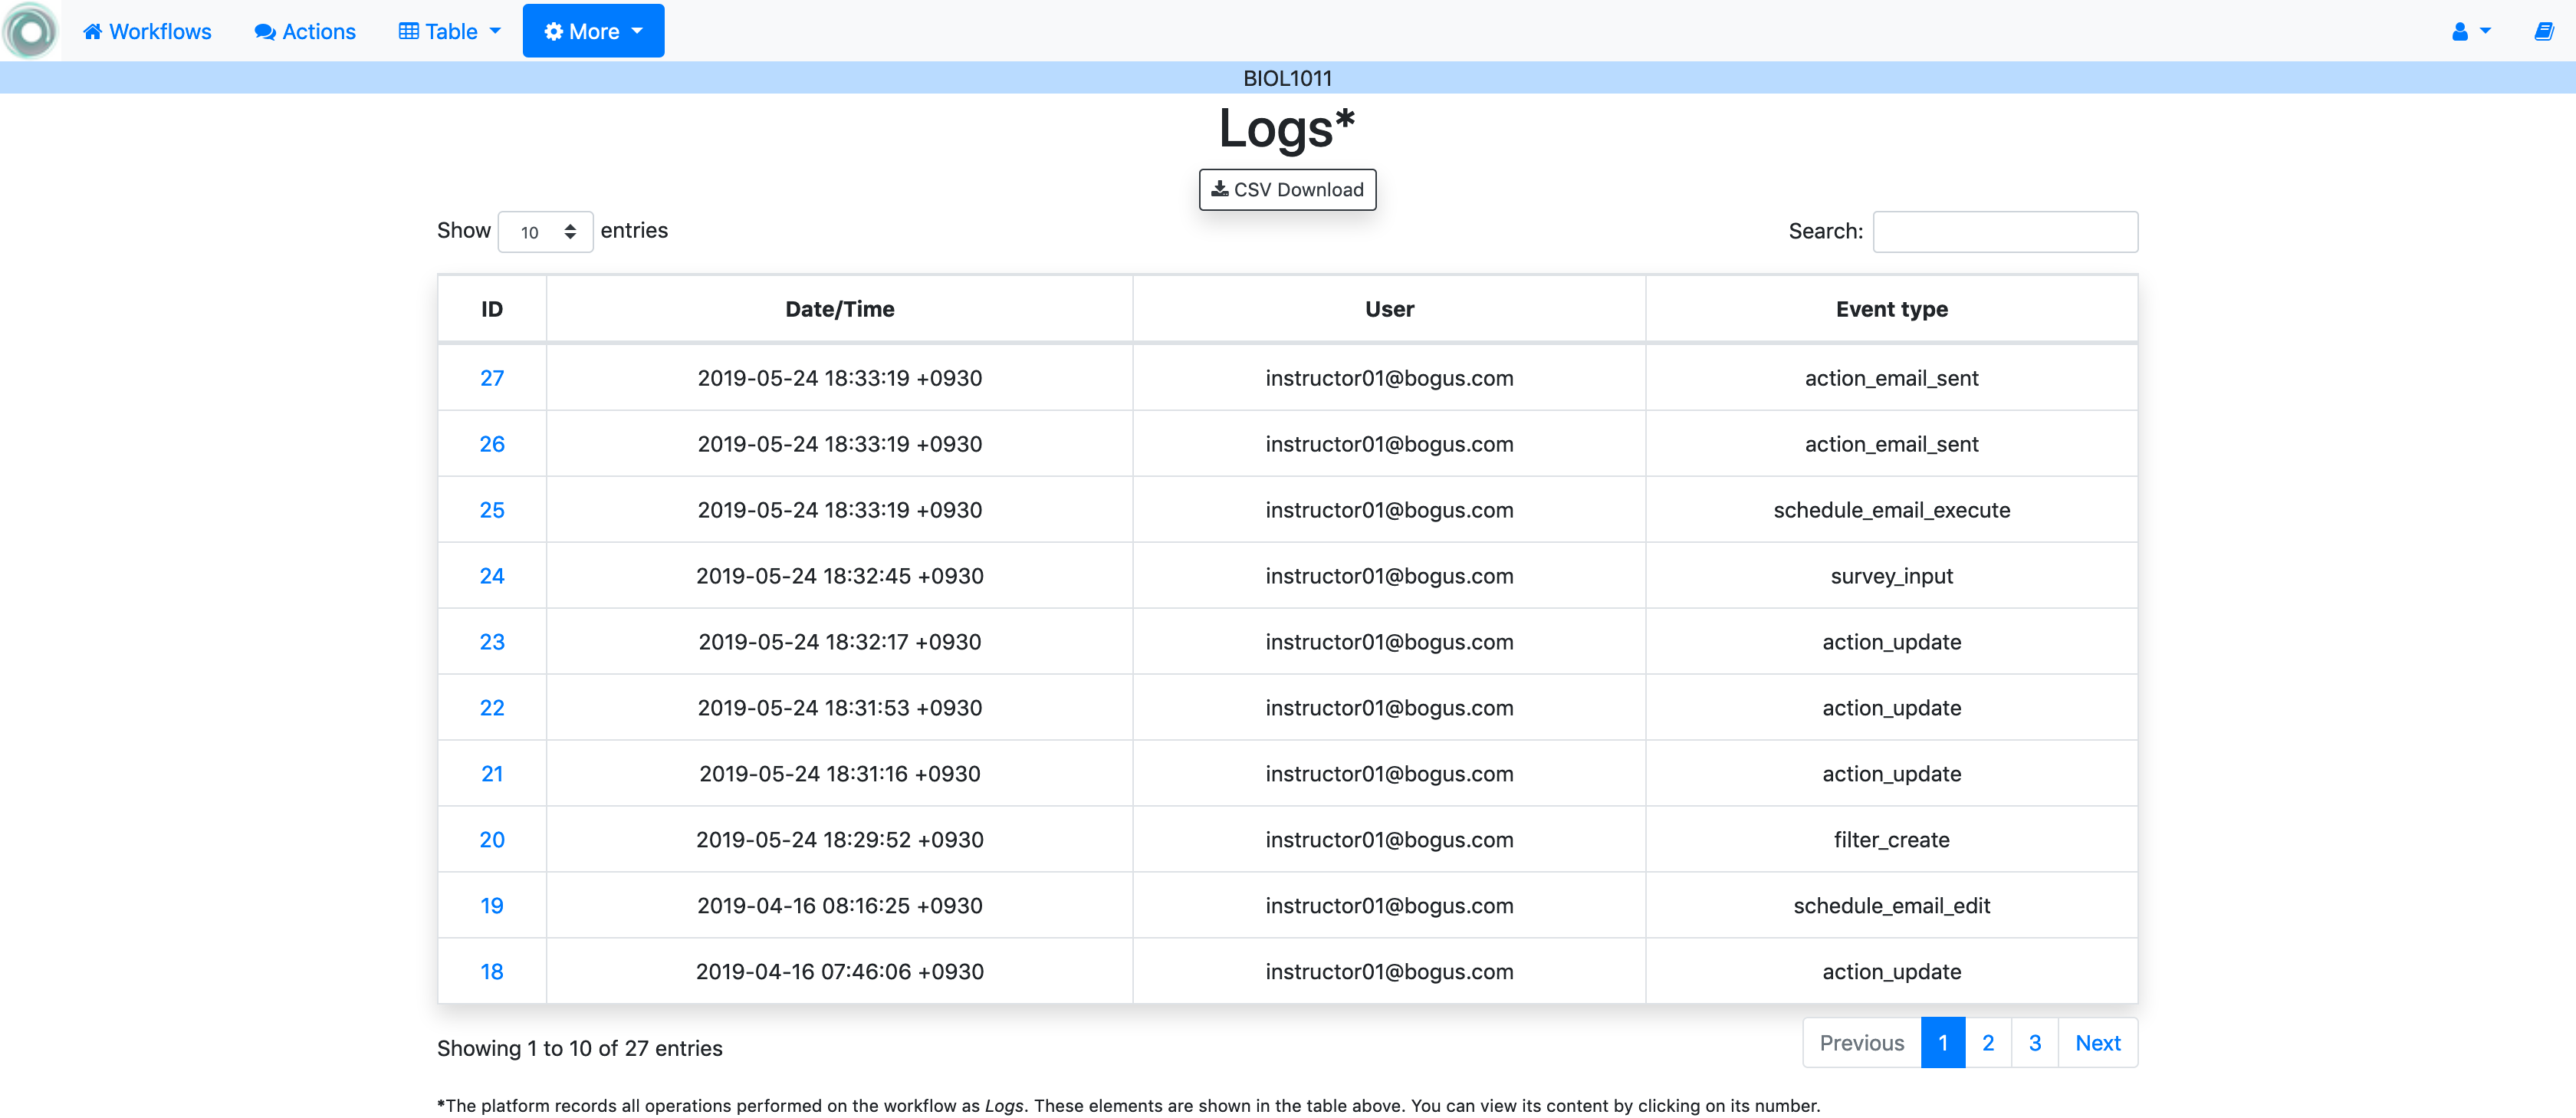 Workflows Actions Table More
BIOL1011
Logs*
CSV Download
Show 10 entries Search:
ID Date/Time User Event type
27 2019-05-24 18:33:19 +0930 instructor01@bogus.com action_email_sent
26 2019-05-24 18:33:19 +0930 instructor01@bogus.com action_email_sent
25 2019-05-24 18:33:19 +0930 instructor01@bogus.com schedule_email_execute
24 2019-05-24 18:32:45 +0930 instructor01@bogus.com survey_input
23 2019-05-24 18:32:17 +0930 instructor01@bogus.com action_update
22 2019-05-24 18:31:53 +0930 instructor01@bogus.com action_update
21 2019-05-24 18:31:16 +0930 instructor01@bogus.com action_update
20 2019-05-24 18:29:52 +0930 instructor01@bogus.com filter_create
19 2019-04-16 08:16:25 +0930 instructor01@bogus.com schedule_email_edit
18 2019-04-16 07:46:06 +0930 instructor01@bogus.com action_update
Showing 1 to 10 of 27 entries Previous 1 2 3 Next
*The platform records all operations performed on the workflow as Logs. These elements are shown in the table above. You can view its content by clicking on its number.